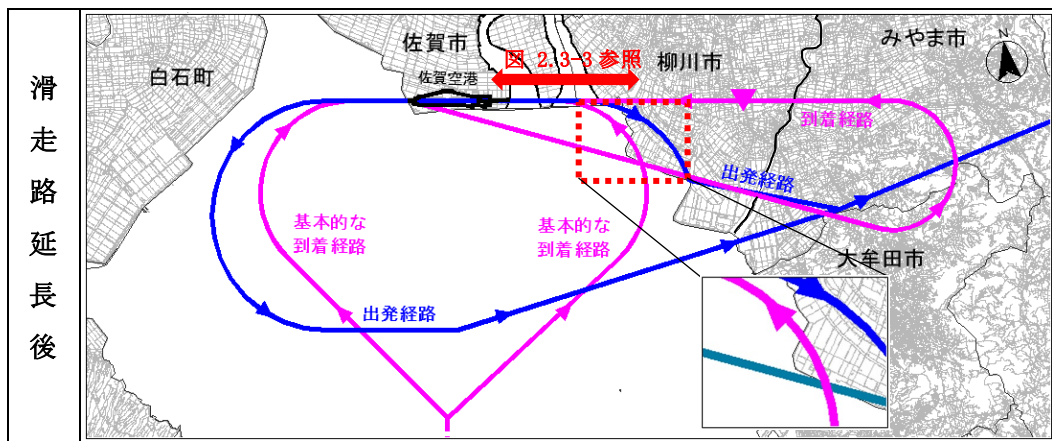 滑走路延長後
佐賀市
みやま市
N
図 2.3-3 参照
柳川市
白石町
佐賀空港
到着経路
出発経路
基本的な
到着経路
基本的な
到着経路
大牟田市
出発経路